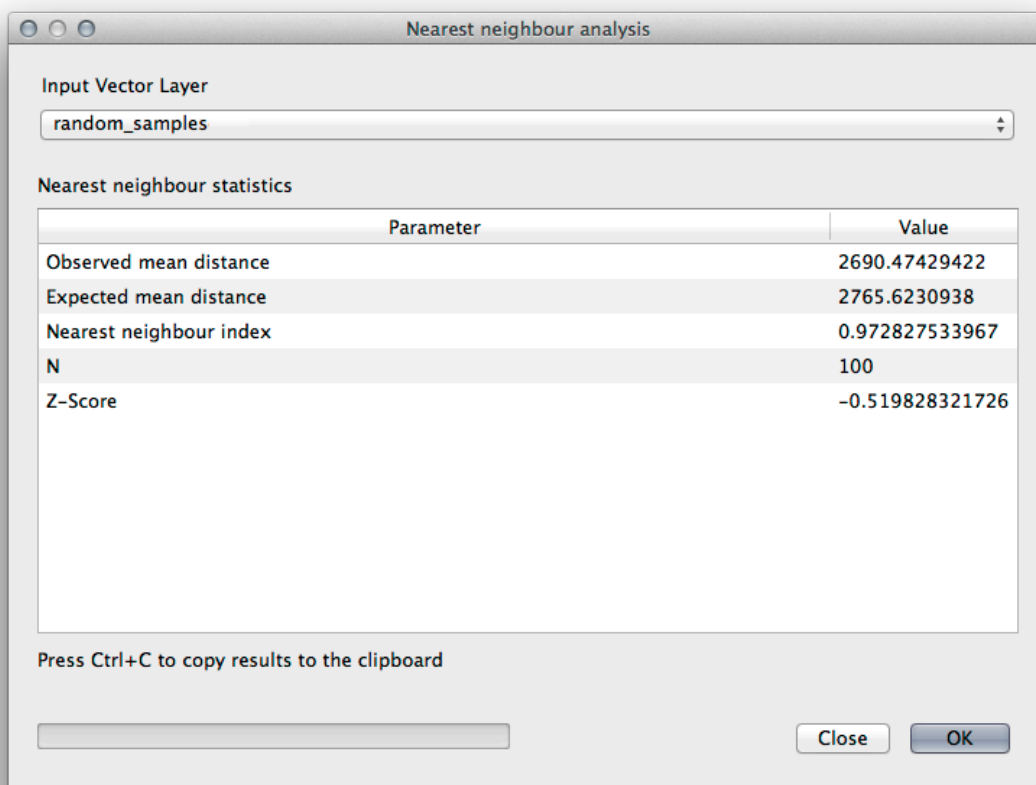 Nearest neighbour analysis
Input Vector Layer
random_samples
Nearest neighbour statistics
Parameter Value
Observed mean distance 2690.47429422
Expected mean distance 2765.6230938
Nearest neighbour index 0.972827533967
N 100
Z-Score -0.519828321726
Press Ctrl+C to copy results to the clipboard
Close OK